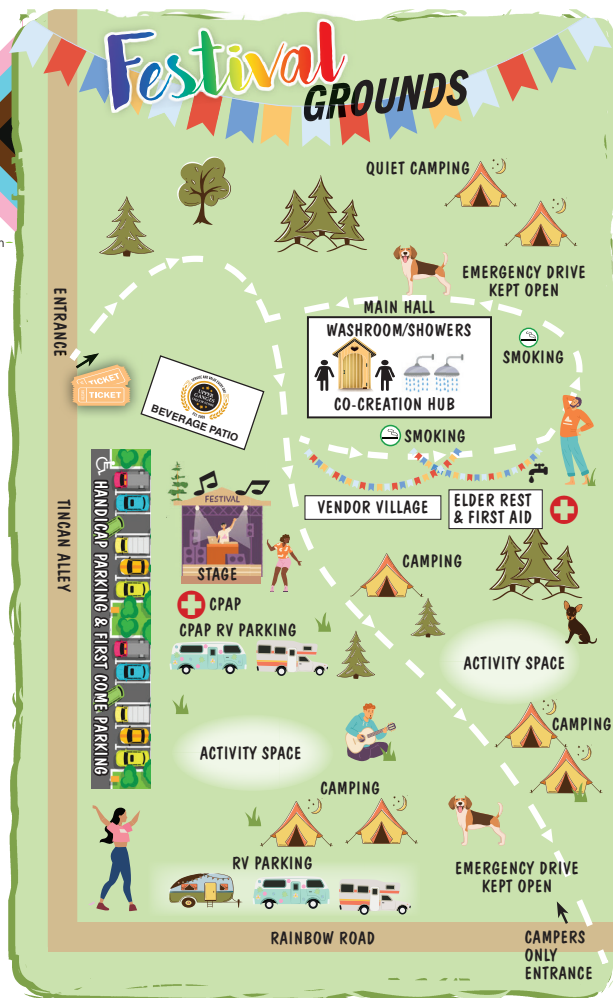 Festival
GROUNDS
QUIET CAMPING
n
EMERGENCY DRIVE
KEPT OPEN
ENTRANCE
MAIN HALL
WASHROOM/SHOWERS
CO-CREATION HUB
SMOKING
TICKET
TICKET
BEVERAGE PATIO
SMOKING
VENDOR VILLAGE
ELDER REST
& FIRST AID
TINCAN ALLEY
HANDICAP PARKING & FIRST COME PARKING
FESTIVAL
STAGE
CAMPING
CPAP
CPAP RV PARKING
ACTIVITY SPACE
CAMPING
ACTIVITY SPACE
CAMPING
RV PARKING
EMERGENCY DRIVE
KEPT OPEN
RAINBOW ROAD
CAMPERS
ONLY
ENTRANCE